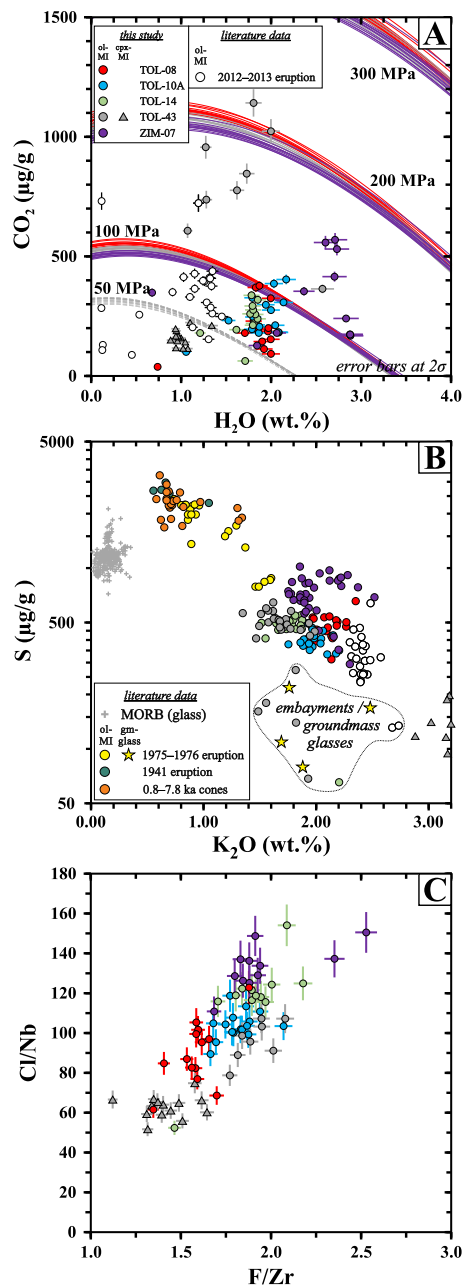 A
this study
ol-MI
cpx-MI
TOL-08
TOL-10A
TOL-14
TOL-43
ZIM-07
literature data
ol-MI
2012–2013 eruption
300 MPa
200 MPa
100 MPa
50 MPa
error bars at 2σ
CO2 (µg/g)
1500
1000
500
0
0.0
1.0
2.0
3.0
4.0
H2O (wt.%)
B
S (µg/g)
5000
500
50
embayments /
groundmass
glasses
literature data
MORB (glass)
ol-MI
gm-glass
1975–1976 eruption
1941 eruption
0.8–7.8 ka cones
0.00
1.00
2.00
3.00
K2O (wt.%)
C
Cl/Nb
180
160
140
120
100
80
60
40
20
0
1.0
1.5
2.0
2.5
3.0
F/Zr